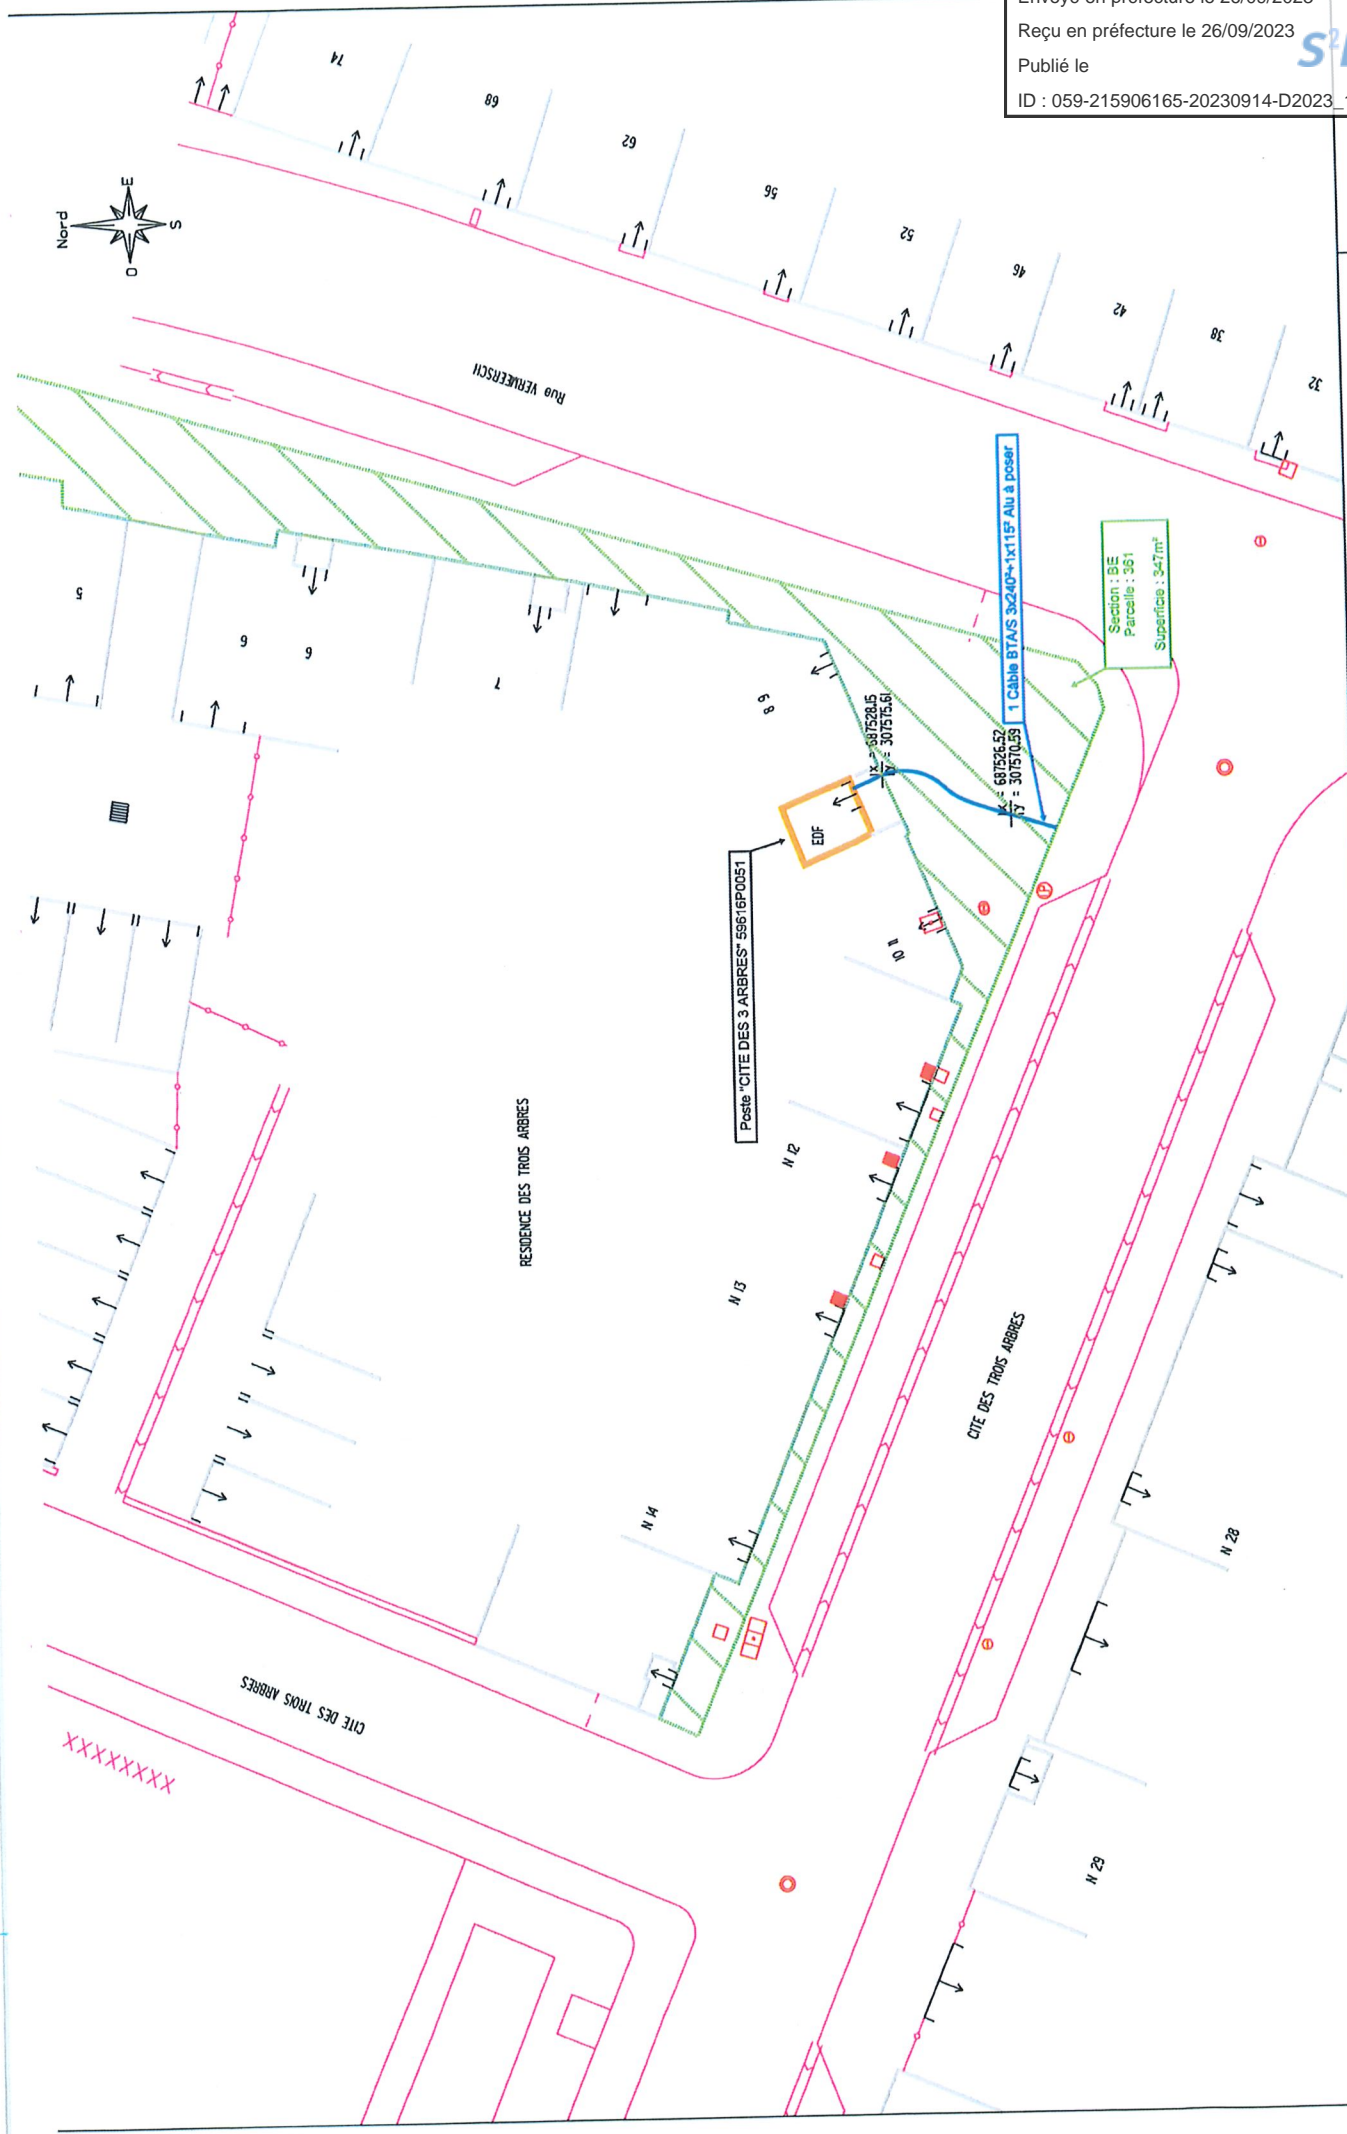 Reçu en préfecture le 26/09/2023
Publié le
ID : 059-215906165-20230914-D2023_
74
68
62
56
52
46
42
38
32
Nord
E
S
O
Rue VERMEERSCH
5
6
6
7
8 9
X = 687528.15
Y = 307575.61
1 Câble BTA/S 3x240²+1x115² Alu à poser
X = 687526.52
Y = 307570.59
Section : BE
Parcelle : 361
Superficie : 347m²
EDF
Poste "CITE DES 3 ARBRES" 59616P0051
10 11
N 12
N 13
N 14
RESIDENCE DES TROIS ARBRES
CITE DES TROIS ARBRES
CITE DES TROIS ARBRES
XXXXXXXX
N 28
N 29
P